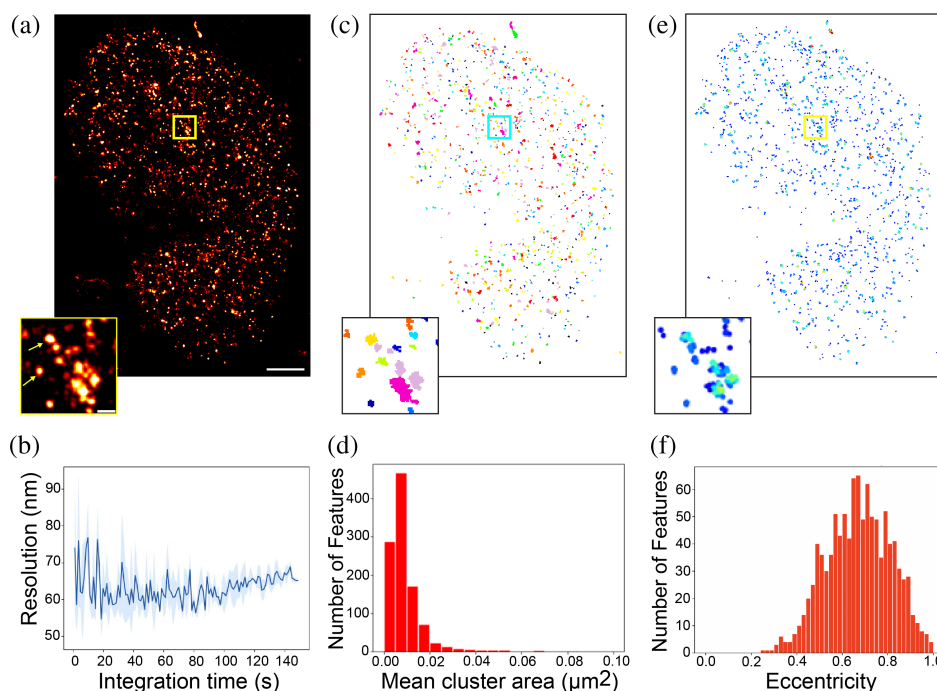 (a)
(c)
(e)
(b)
Resolution (nm)
90
80
70
60
50
0 20 40 60 80 100 120 140
Integration time (s)
(d)
Number of Features
400
300
200
100
0
0.00 0.02 0.04 0.06 0.08 0.10
Mean cluster area (µm2)
(f)
Number of Features
60
50
40
30
20
10
0
0.0 0.2 0.4 0.6 0.8 1.0
Eccentricity